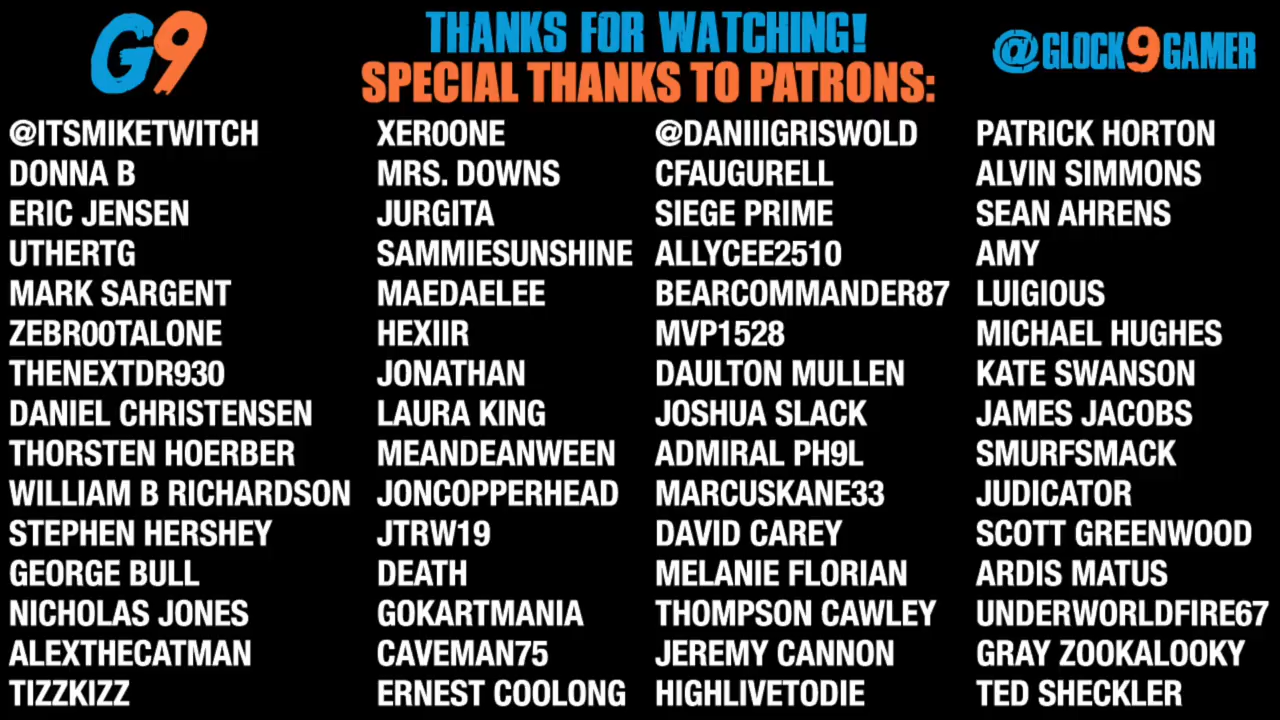 G9
THANKS FOR WATCHING!
SPECIAL THANKS TO PATRONS:
@GLOCK9GAMER
@ITSMIKETWITCH
DONNA B
ERIC JENSEN
UTHERTG
MARK SARGENT
ZEBR00TALONE
THENEXTDR930
DANIEL CHRISTENSEN
THORSTEN HOERBER
WILLIAM B RICHARDSON
STEPHEN HERSHEY
GEORGE BULL
NICHOLAS JONES
ALEXTHECATMAN
TIZZKIZZ
XER0ONE
MRS. DOWNS
JURGITA
SAMMIESUNSHINE
MAEDAELEE
HEXIIR
JONATHAN
LAURA KING
MEANDEANWEEN
JONCOPPERHEAD
JTRW19
DEATH
GOKARTMANIA
CAVEMAN75
ERNEST COOLONG
@DANIIIGRISWOLD
CFAUGURELL
SIEGE PRIME
ALLYCEE2510
BEARCOMMANDER87
MVP1528
DAULTON MULLEN
JOSHUA SLACK
ADMIRAL PH9L
MARCUSKANE33
DAVID CAREY
MELANIE FLORIAN
THOMPSON CAWLEY
JEREMY CANNON
HIGHLIVETODIE
PATRICK HORTON
ALVIN SIMMONS
SEAN AHRENS
AMY
LUIGIOUS
MICHAEL HUGHES
KATE SWANSON
JAMES JACOBS
SMURFSMACK
JUDICATOR
SCOTT GREENWOOD
ARDIS MATUS
UNDERWORLDFIRE67
GRAY ZOOKALOOKY
TED SHECKLER